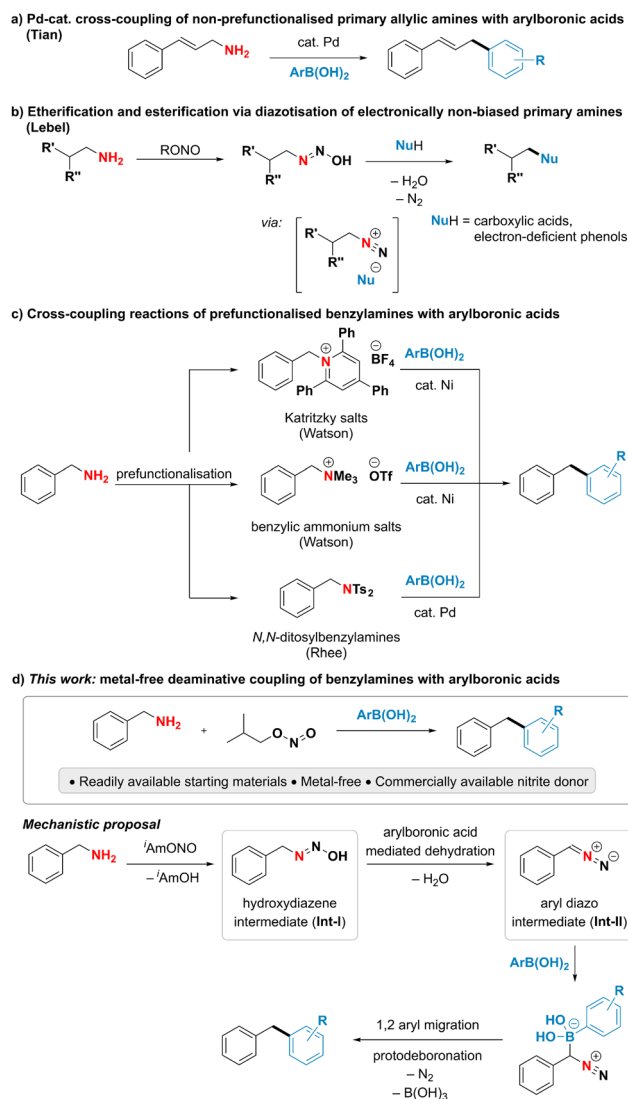 a) Pd-cat. cross-coupling of non-prefunctionalised primary allylic amines with arylboronic acids
(Tian)
NH2
cat. Pd
ArB(OH)2
R
b) Etherification and esterification via diazotisation of electronically non-biased primary amines
(Lebel)
R'
R"
NH2
RONO
R'
R"
N
N
OH
NuH
– H2O
– N2
R'
R"
Nu
via:
R'
R"
N
⊕
N
⊖
Nu
NuH = carboxylic acids,
electron-deficient phenols
c) Cross-coupling reactions of prefunctionalised benzylamines with arylboronic acids
Ph
⊕
N
Ph
Ph
⊖
BF4
Katritzky salts
(Watson)
ArB(OH)2
cat. Ni
NH2
prefunctionalisation
⊕
NMe3
⊖
OTf
benzylic ammonium salts
(Watson)
ArB(OH)2
cat. Ni
R
NTs2
N,N-ditosylbenzylamines
(Rhee)
ArB(OH)2
cat. Pd
d) This work: metal-free deaminative coupling of benzylamines with arylboronic acids
NH2
+
O
N
O
ArB(OH)2
R
• Readily available starting materials • Metal-free • Commercially available nitrite donor
Mechanistic proposal
NH2
iAmONO
– iAmOH
N
N
OH
hydroxydiazene
intermediate (Int-I)
arylboronic acid
mediated dehydration
– H2O
N
⊕
N
⊖
aryl diazo
intermediate (Int-II)
ArB(OH)2
R
HO
HO
B
⊖
N
⊕
N
1,2 aryl migration
protodeboronation
– N2
– B(OH)3
R